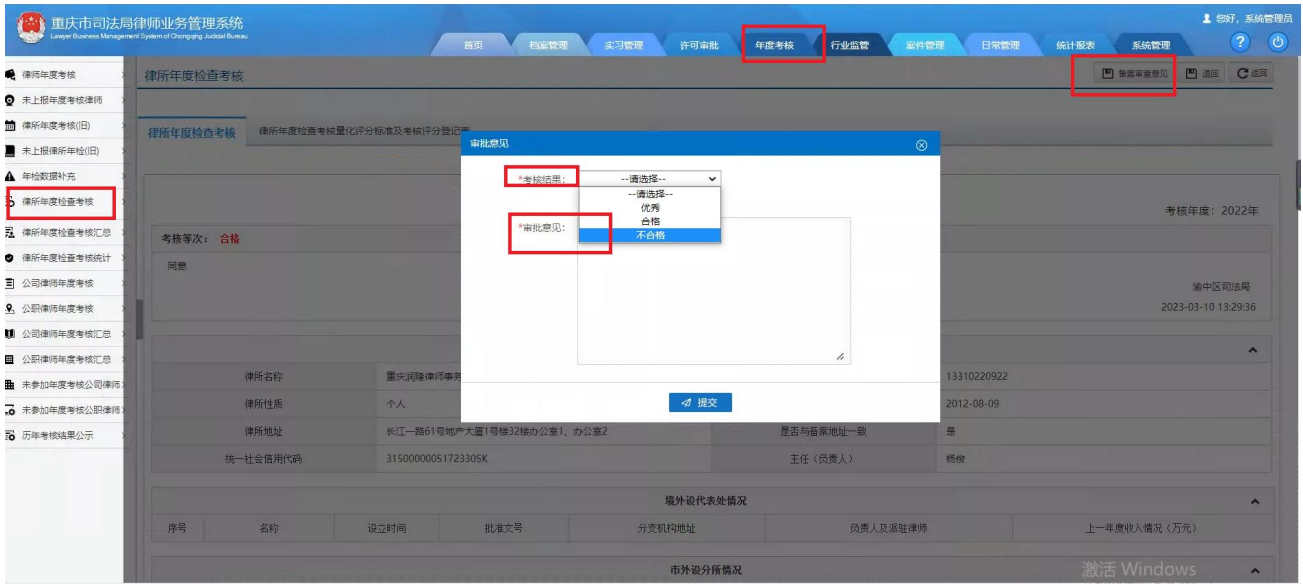 重庆市司法局律师业务管理系统
Lawyer Business Management System of Chongqing Judicial Bureau
您好，系统管理员
首页 档案管理 实习管理 许可审批 年度考核 行业监管 案件管理 日常管理 统计报表 系统管理
律师年度考核
未上报年度考核律师
律所年度考核(旧)
未上报律所年检(旧)
年检数据补充
律所年度检查考核
律所年度检查考核汇总
律所年度检查考核统计
公司律师年度考核
公职律师年度考核
公司律师年度考核汇总
公职律师年度考核汇总
未参加年度考核公司律师
未参加年度考核公职律师
历年考核结果公示
律所年度检查考核
备案审查意见 退回 返回
律所年度检查考核 律所年度检查考核量化评分标准及考核评分登记表
审批意见
*考核结果： --请选择--
--请选择--
优秀
合格
不合格
*审批意见：
提交
考核年度：2022年
考核等次： 合格
同意
渝中区司法局
2023-03-10 13:29:36
律所名称 重庆润隆律师事务 13310220922
律所性质 个人 2012-08-09
律所地址 长江一路61号地产大厦1号楼32楼办公室1、办公室2 是否与备案地址一致 是
统一社会信用代码 31500000051723305K 主任（负责人） 杨俊
境外设代表处情况
序号 名称 设立时间 批准文号 分支机构地址 负责人及派驻律师 上一年度收入情况（万元）
市外设分所情况
激活 Windows